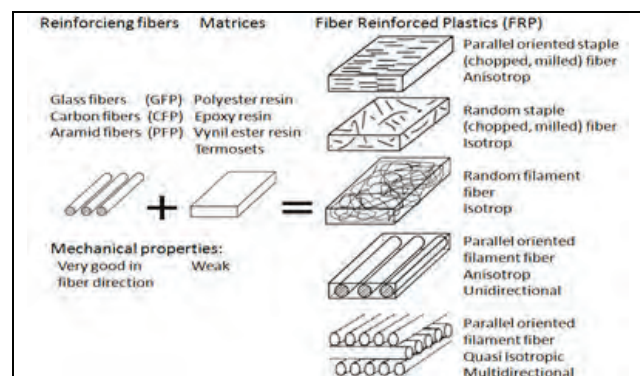 Reinforcieng fibers
Matrices
Fiber Reinforced Plastics (FRP)
Glass fibers (GFP)
Carbon fibers (CFP)
Aramid fibers (PFP)
Polyester resin
Epoxy resin
Vynil ester resin
Termosets
+
=
Mechanical properties:
Very good in
fiber direction
Weak
Parallel oriented staple
(chopped, milled) fiber
Anisotrop
Random staple
(chopped, milled) fiber
Isotrop
Random filament
fiber
Isotrop
Parallel oriented
filament fiber
Anisotrop
Unidirectional
Parallel oriented
filament fiber
Quasi Isotropic
Multidirectional